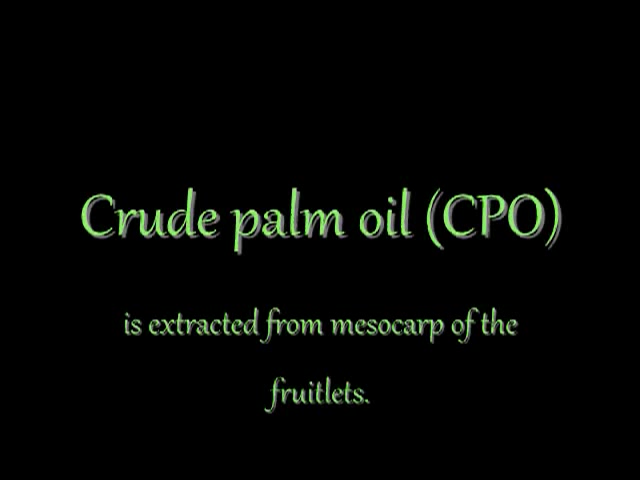 Crude palm oil (CPO)
is extracted from mesocarp of the
fruitlets.